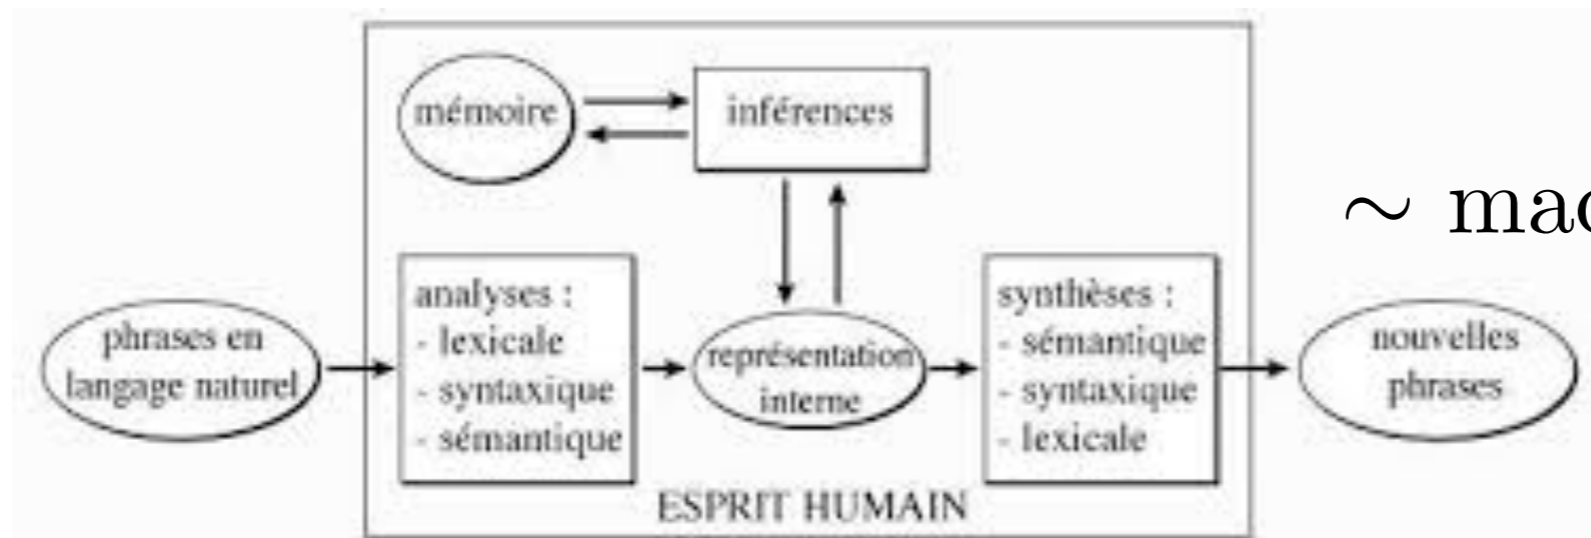 mémoire
inférences
~ mac
phrases en
langage naturel
analyses :
- lexicale
- syntaxique
- sémantique
représentation
interne
synthèses :
- sémantique
- syntaxique
- lexicale
nouvelles
phrases
ESPRIT HUMAIN